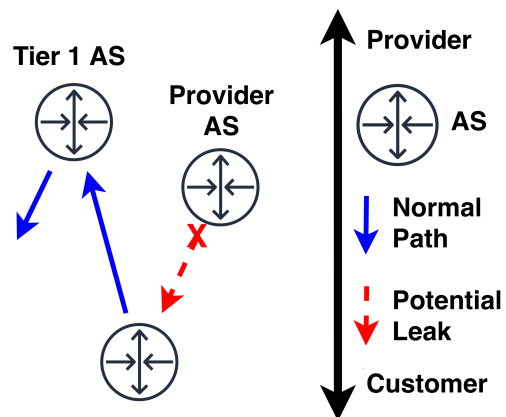 Tier 1 AS
Provider
AS
X
Provider
AS
Normal
Path
Potential
Leak
Customer